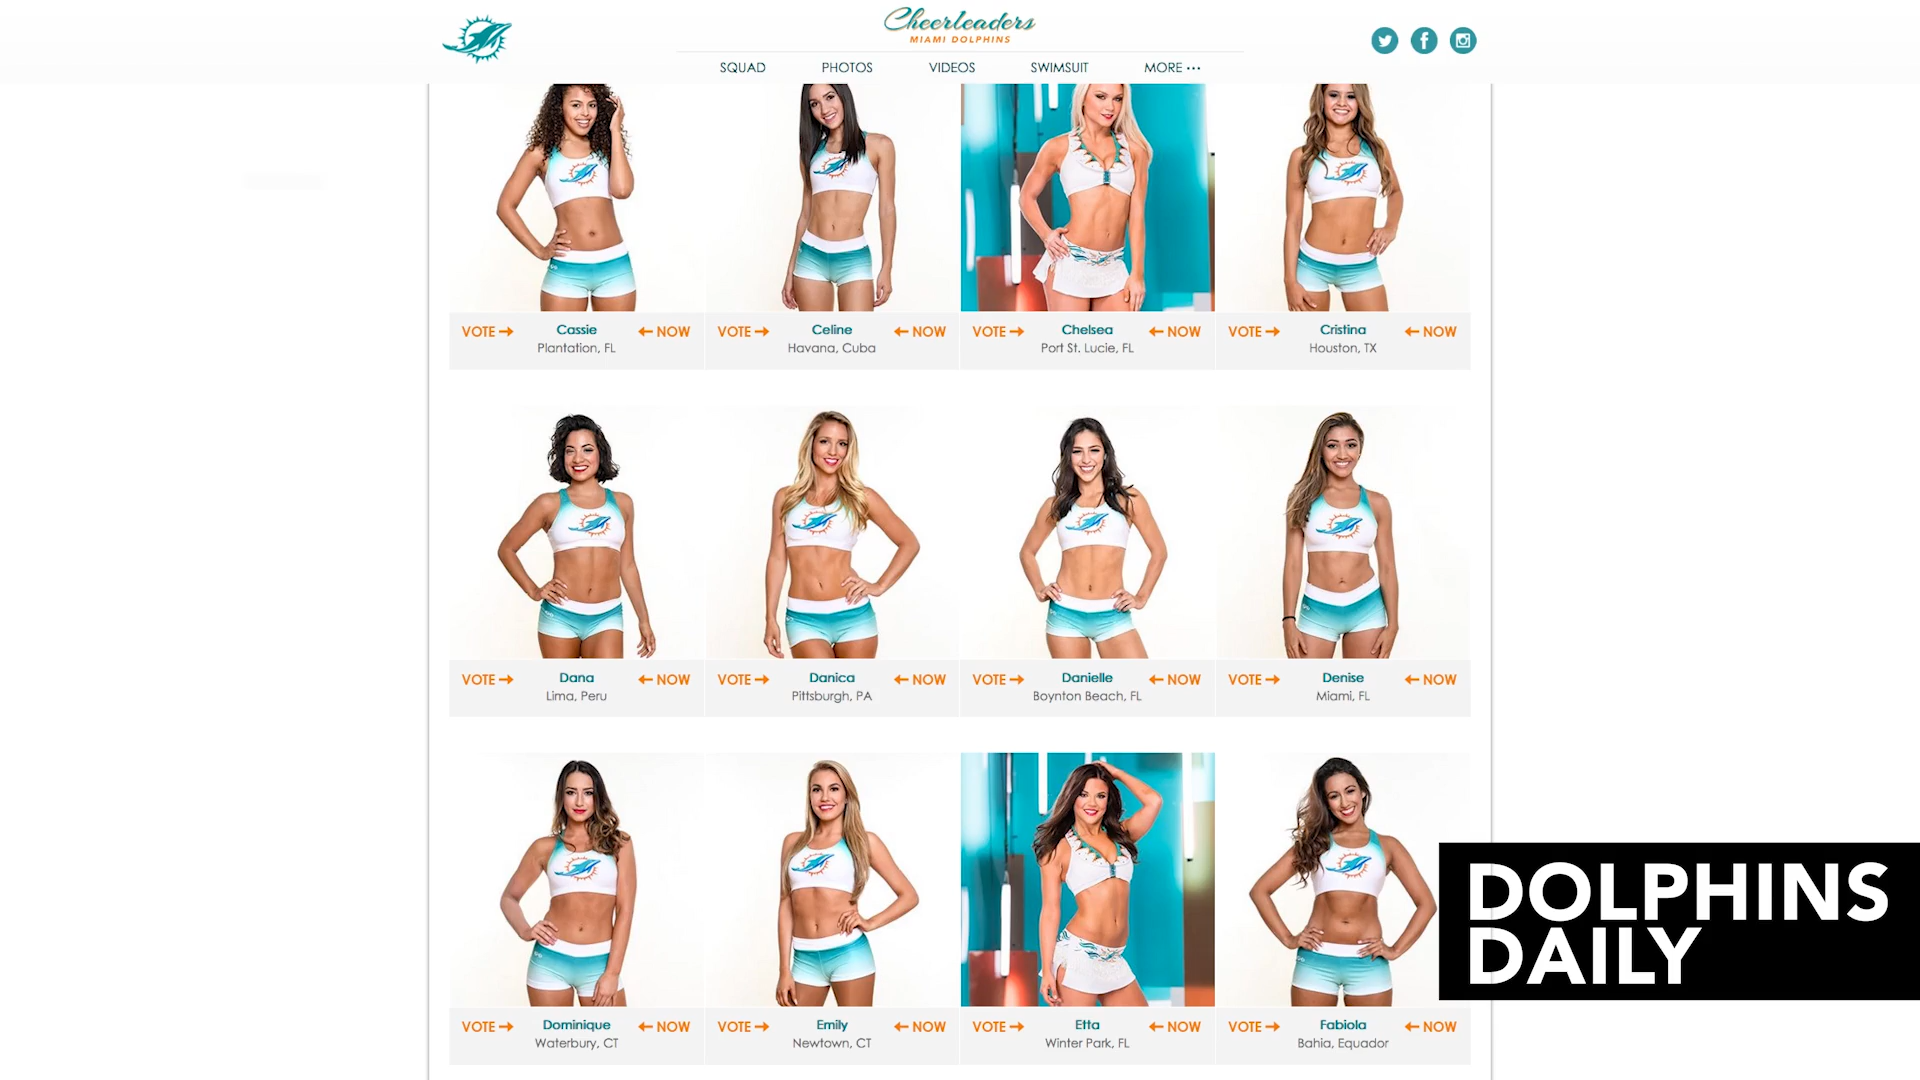 Cheerleaders
MIAMI DOLPHINS
SQUAD PHOTOS VIDEOS SWIMSUIT MORE ···
VOTE → Cassie ← NOW
Plantation, FL
VOTE → Celine ← NOW
Havana, Cuba
VOTE → Chelsea ← NOW
Port St. Lucie, FL
VOTE → Cristina ← NOW
Houston, TX
VOTE → Dana ← NOW
Lima, Peru
VOTE → Danica ← NOW
Pittsburgh, PA
VOTE → Danielle ← NOW
Boynton Beach, FL
VOTE → Denise ← NOW
Miami, FL
VOTE → Dominique ← NOW
Waterbury, CT
VOTE → Emily ← NOW
Newtown, CT
VOTE → Etta ← NOW
Winter Park, FL
VOTE → Fabiola ← NOW
Bahia, Equador
DOLPHINS
DAILY